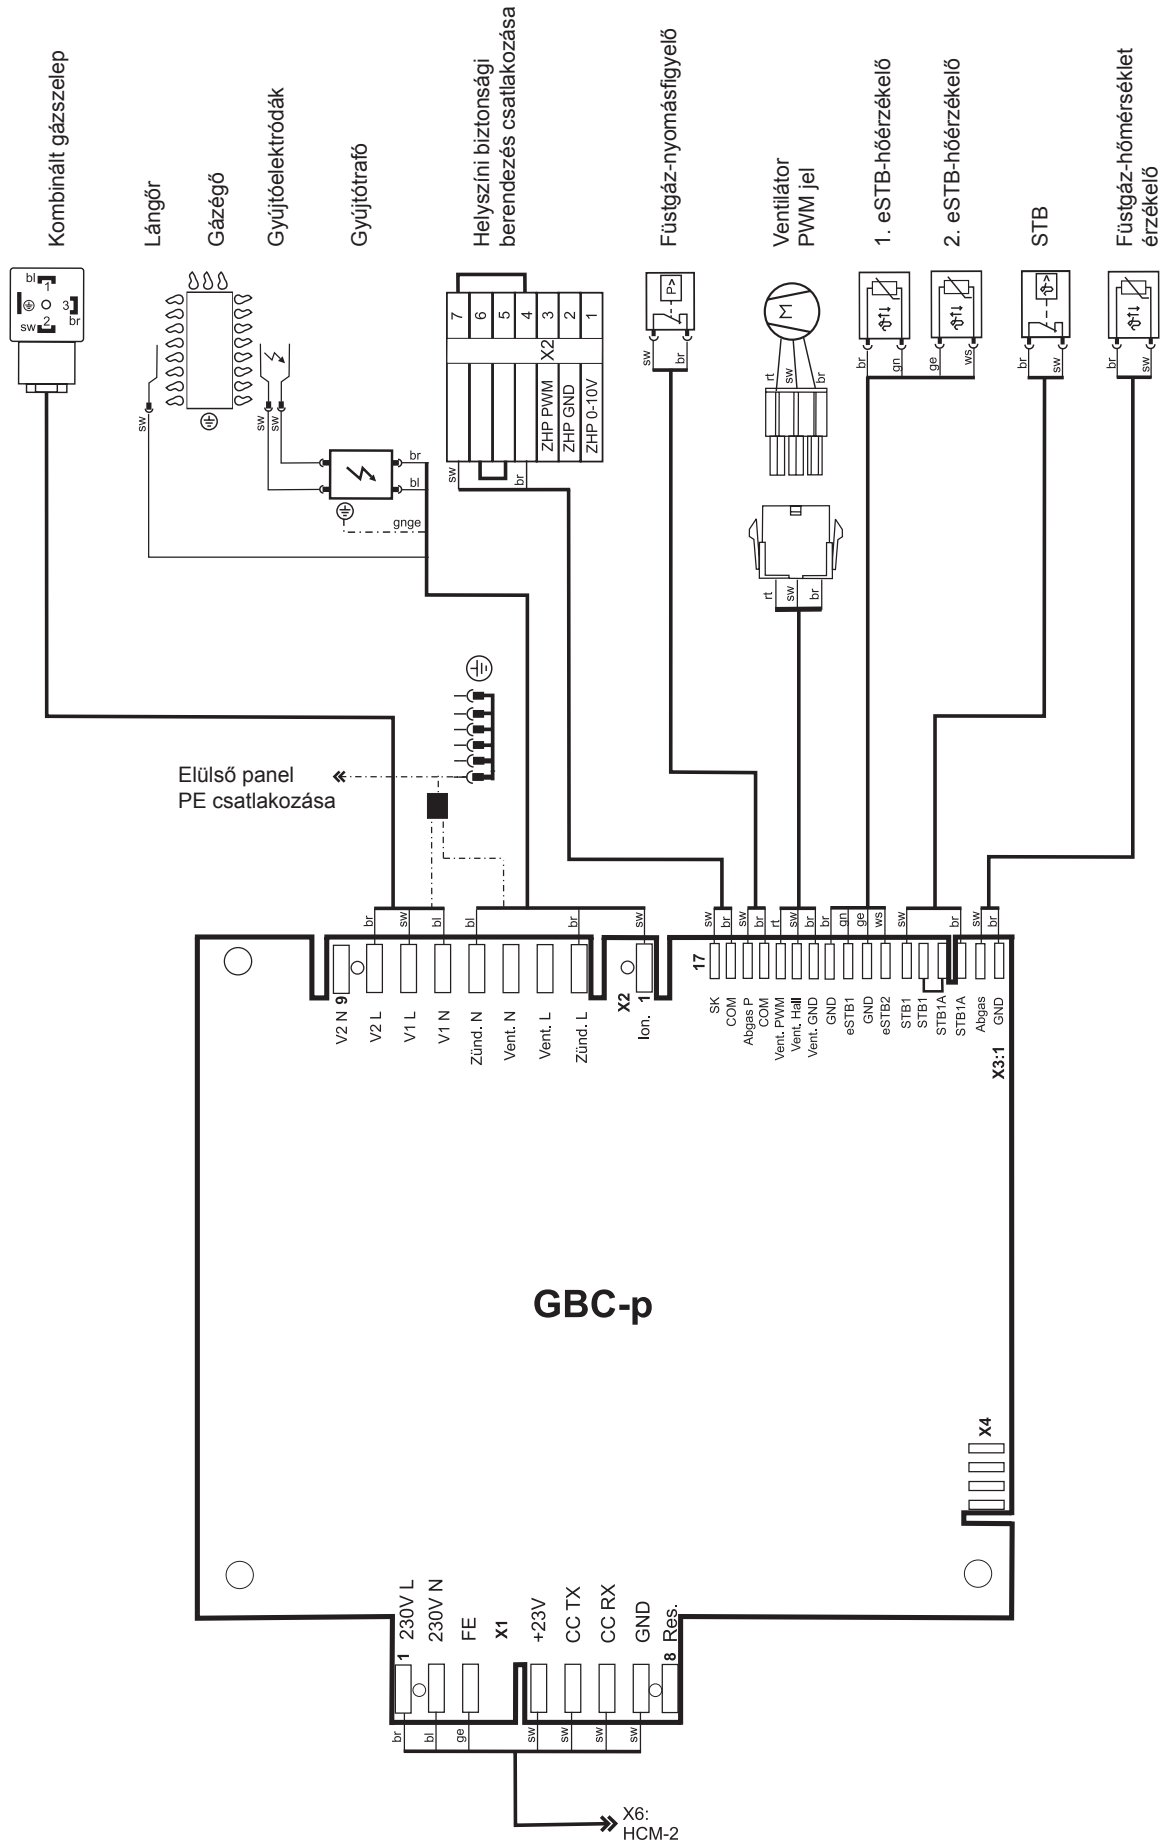 Kombinált gázszelep
Lángőr
Gázégő
Gyújtóelektródák
Gyújtótrafó
Helyszíni biztonsági
berendezés csatlakozása
Füstgáz-nyomásfigyelő
Ventilátor
PWM jel
1. eSTB-hőérzékelő
2. eSTB-hőérzékelő
STB
Füstgáz-hőmérséklet
érzékelő
bl
1
2
3
sw
br
sw
sw
sw
br
bl
gnge
7
6
5
4
3
2
1
X2
ZHP PWM
ZHP GND
ZHP 0-10V
sw
br
P>
sw
br
M
rt
sw
br
rt
sw
br
br
gn
ge
ws
br
sw
br
sw
Elülső panel
PE csatlakozása
br
sw
bl
bl
br
sw
sw
br
sw
br
rt
sw
br
br
gn
ge
ws
sw
br
sw
br
V2 N 9
V2 L
V1 L
V1 N
Zünd. N
Vent. N
Vent. L
Zünd. L
X2
Ion. 1
17
SK
COM
Abgas P
COM
Vent. PWM
Vent. Hall
Vent. GND
GND
eSTB1
GND
eSTB2
STB1
STB1
STB1A
STB1A
Abgas
GND
X3:1
GBC-p
X4
1 230V L
230V N
FE
X1
+23V
CC TX
CC RX
GND
8 Res.
br
bl
ge
sw
sw
sw
sw
X6:
HCM-2